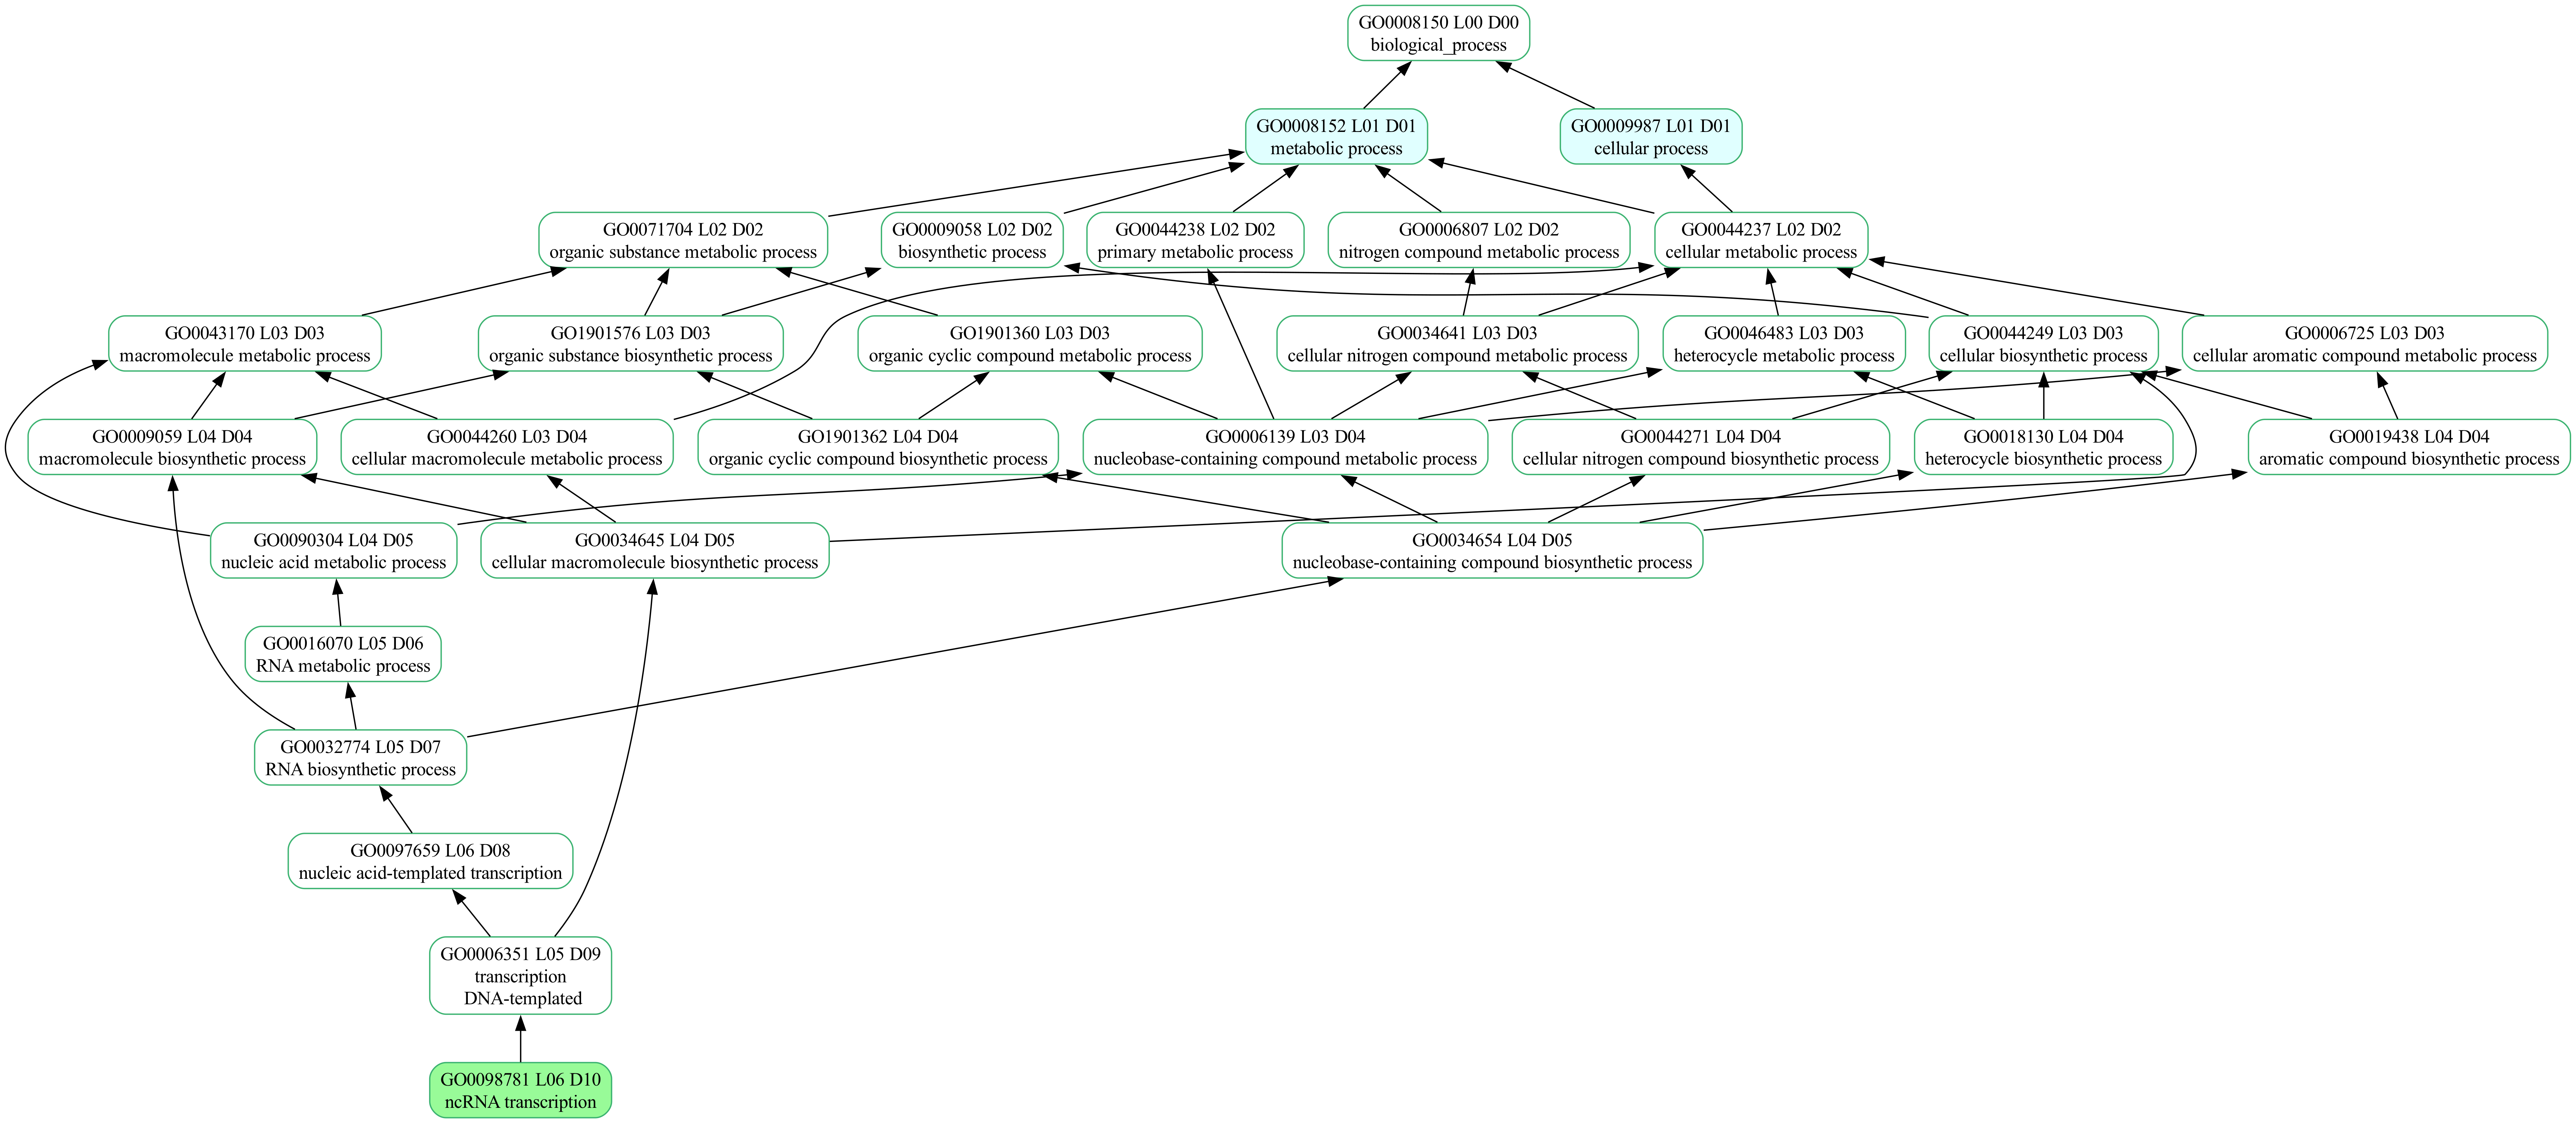 GO0008150 L00 D00
biological_process
GO0008152 L01 D01
metabolic process
GO0009987 L01 D01
cellular process
GO0071704 L02 D02
organic substance metabolic process
GO0009058 L02 D02
biosynthetic process
GO0044238 L02 D02
primary metabolic process
GO0006807 L02 D02
nitrogen compound metabolic process
GO0044237 L02 D02
cellular metabolic process
GO0043170 L03 D03
macromolecule metabolic process
GO1901576 L03 D03
organic substance biosynthetic process
GO1901360 L03 D03
organic cyclic compound metabolic process
GO0034641 L03 D03
cellular nitrogen compound metabolic process
GO0046483 L03 D03
heterocycle metabolic process
GO0044249 L03 D03
cellular biosynthetic process
GO0006725 L03 D03
cellular aromatic compound metabolic process
GO0009059 L04 D04
macromolecule biosynthetic process
GO0044260 L03 D04
cellular macromolecule metabolic process
GO1901362 L04 D04
organic cyclic compound biosynthetic process
GO0006139 L03 D04
nucleobase-containing compound metabolic process
GO0044271 L04 D04
cellular nitrogen compound biosynthetic process
GO0018130 L04 D04
heterocycle biosynthetic process
GO0019438 L04 D04
aromatic compound biosynthetic process
GO0090304 L04 D05
nucleic acid metabolic process
GO0034645 L04 D05
cellular macromolecule biosynthetic process
GO0034654 L04 D05
nucleobase-containing compound biosynthetic process
GO0016070 L05 D06
RNA metabolic process
GO0032774 L05 D07
RNA biosynthetic process
GO0097659 L06 D08
nucleic acid-templated transcription
GO0006351 L05 D09
transcription
DNA-templated
GO0098781 L06 D10
ncRNA transcription